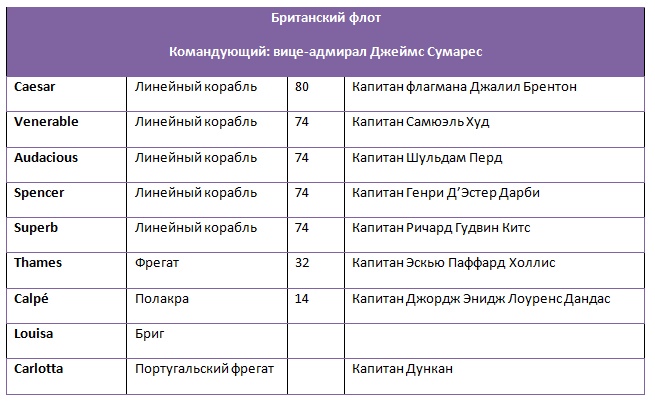 Британский флот
Командующий: вице-адмирал Джеймс Сумарес
Caesar Линейный корабль 80 Капитан флагмана Джалил Брентон
Venerable Линейный корабль 74 Капитан Самюэль Худ
Audacious Линейный корабль 74 Капитан Шульдам Перд
Spencer Линейный корабль 74 Капитан Генри Д’Эстер Дарби
Superb Линейный корабль 74 Капитан Ричард Гудвин Китс
Thames Фрегат 32 Капитан Эскью Паффард Холлис
Calpé Полакра 14 Капитан Джордж Энидж Лоуренс Дандас
Louisa Бриг
Carlotta Португальский фрегат Капитан Дункан